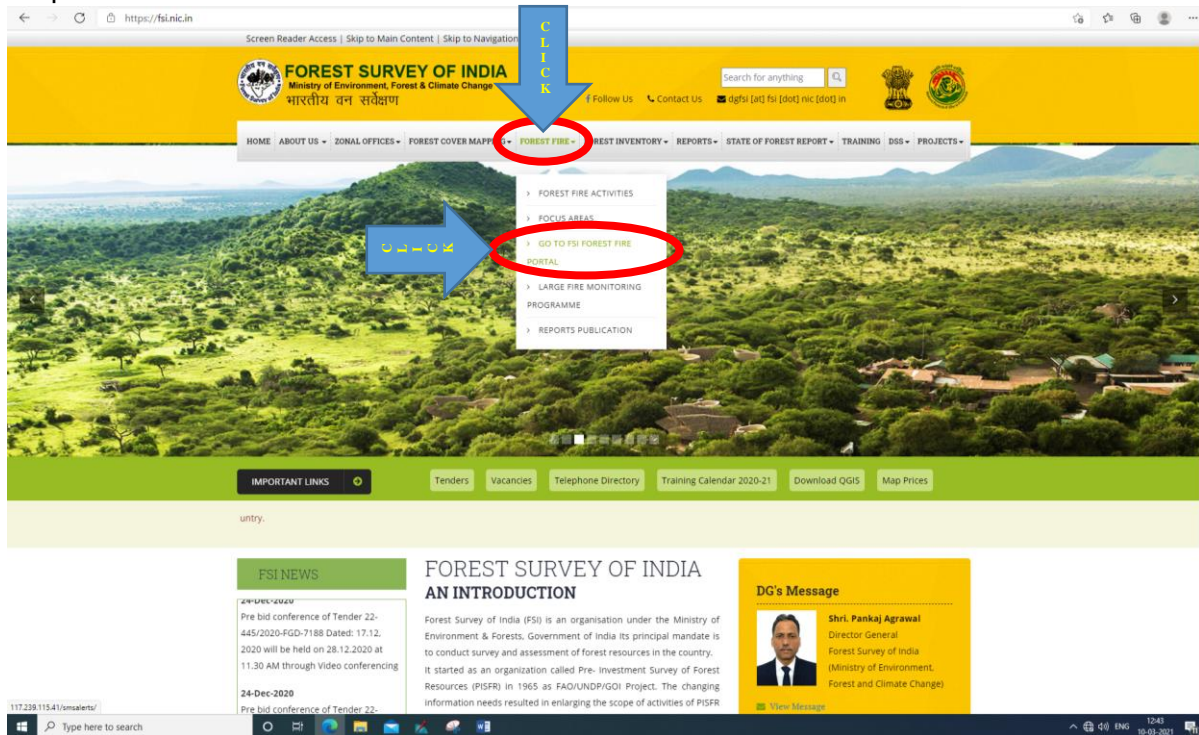 https://fsi.nic.in
Screen Reader Access | Skip to Main Content | Skip to Navigation
CLICK
FOREST SURVEY OF INDIA
Ministry of Environment, Forest & Climate Change
भारतीय वन सर्वेक्षण
Search for anything
f Follow Us Contact Us dgfsi [at] fsi [dot] nic [dot] in
HOME ABOUT US ZONAL OFFICES FOREST COVER MAPPING FOREST FIRE FOREST INVENTORY REPORTS STATE OF FOREST REPORT TRAINING DSS PROJECTS
> FOREST FIRE ACTIVITIES
> FOCUS AREAS
CLICK
> GO TO FSI FOREST FIRE
PORTAL
> LARGE FIRE MONITORING
PROGRAMME
> REPORTS PUBLICATION
IMPORTANT LINKS
Tenders Vacancies Telephone Directory Training Calendar 2020-21 Download QGIS Map Prices
untry.
FSI NEWS
24-Dec-2020
Pre bid conference of Tender 22-
445/2020-FGD-7188 Dated: 17.12.
2020 will be held on 28.12.2020 at
11.30 AM through Video conferencing
24-Dec-2020
Pre bid conference of Tender 22-
FOREST SURVEY OF INDIA
AN INTRODUCTION
Forest Survey of India (FSI) is an organisation under the Ministry of
Environment & Forests, Government of India Its principal mandate is
to conduct survey and assessment of forest resources in the country.
It started as an organization called Pre- Investment Survey of Forest
Resources (PISFR) in 1965 as FAO/UNDP/GOI Project. The changing
information needs resulted in enlarging the scope of activities of PISFR
DG's Message
Shri. Pankaj Agrawal
Director General
Forest Survey of India
(Ministry of Environment,
Forest and Climate Change)
View Message
117.239.115.41/smsalerts/
Type here to search
ENG
12:43
10-03-2021